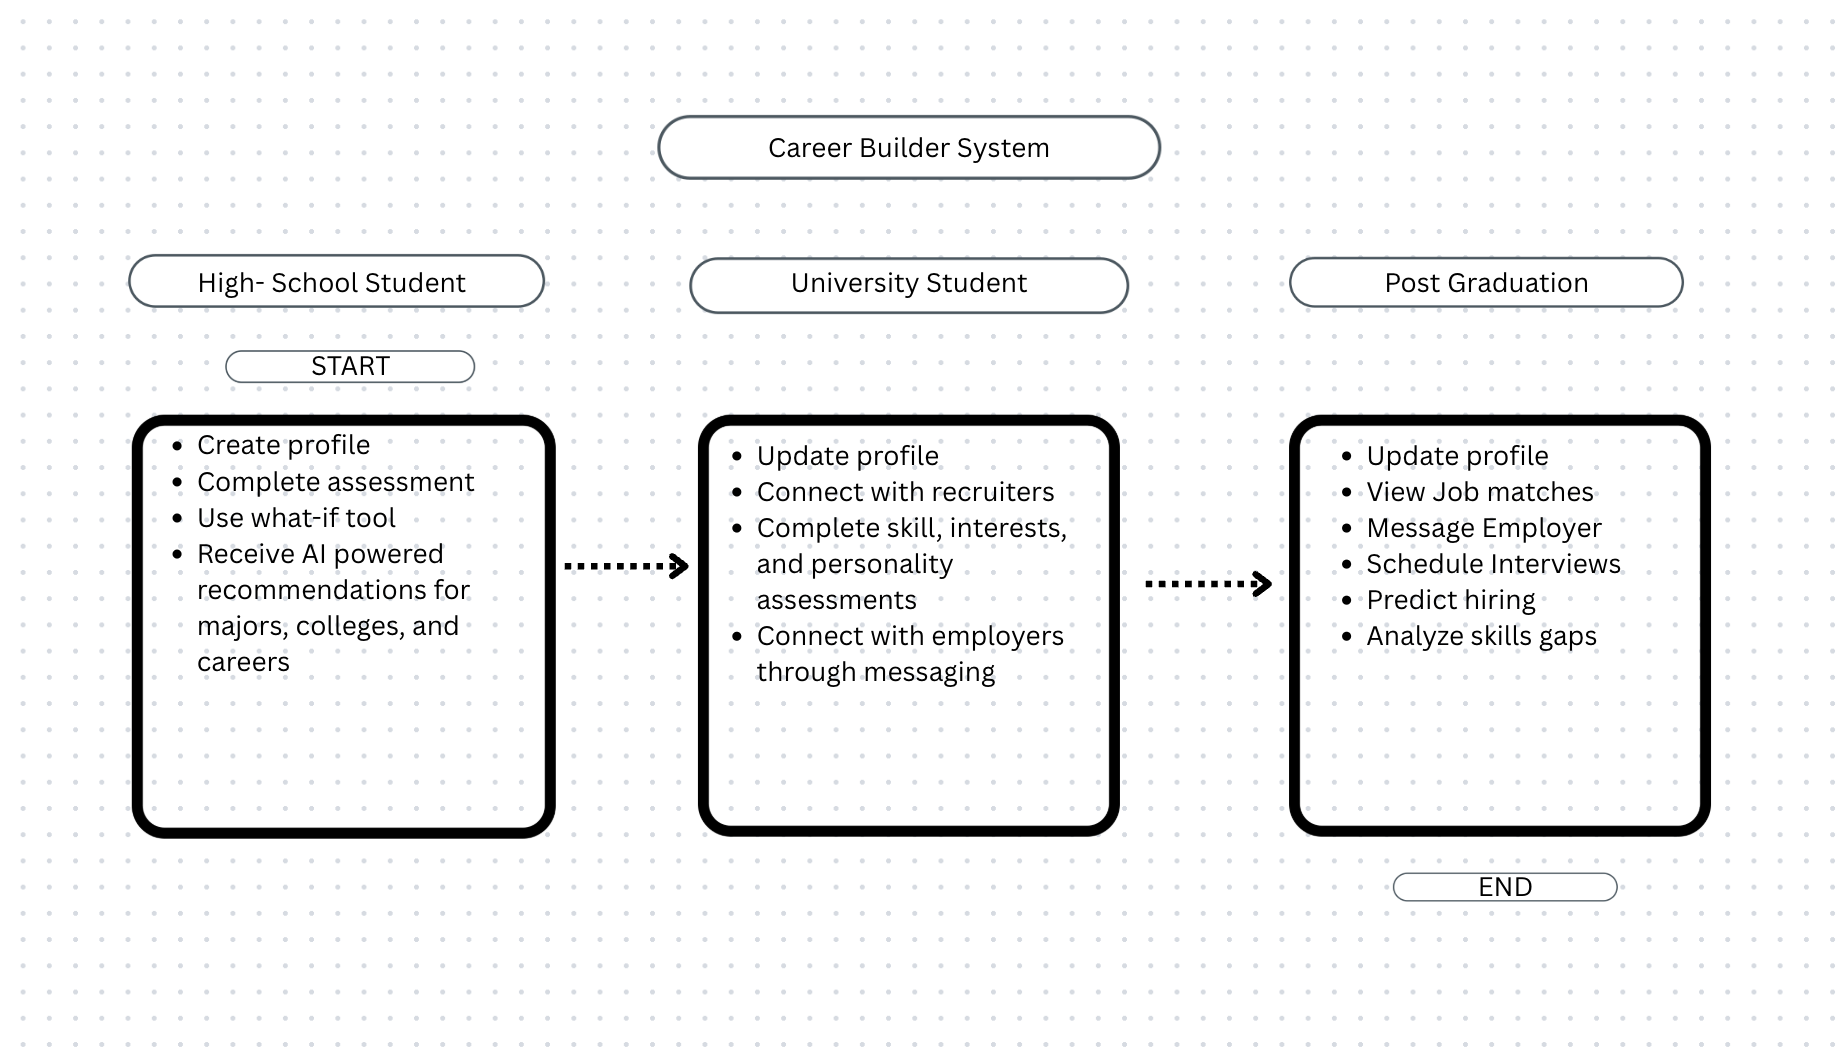 Career Builder System
High- School Student
University Student
Post Graduation
START
• Create profile
• Complete assessment
• Use what-if tool
• Receive AI powered
recommendations for
majors, colleges, and
careers
• Update profile
• Connect with recruiters
• Complete skill, interests,
and personality
assessments
• Connect with employers
through messaging
• Update profile
• View Job matches
• Message Employer
• Schedule Interviews
• Predict hiring
• Analyze skills gaps
END